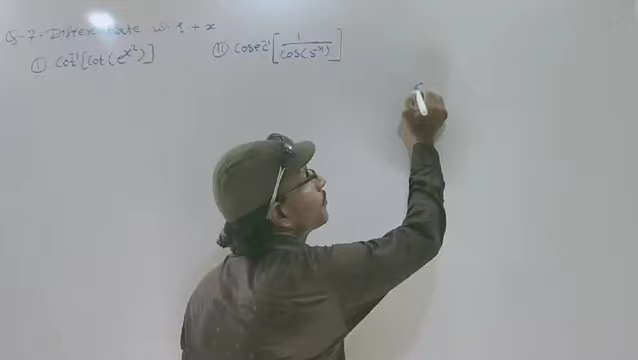 Q-7- Differentiate w. r. t x
(I) Cot⁻¹[Cot(e^x²)] (II) Cosec⁻¹[1/Cos(5^x)]